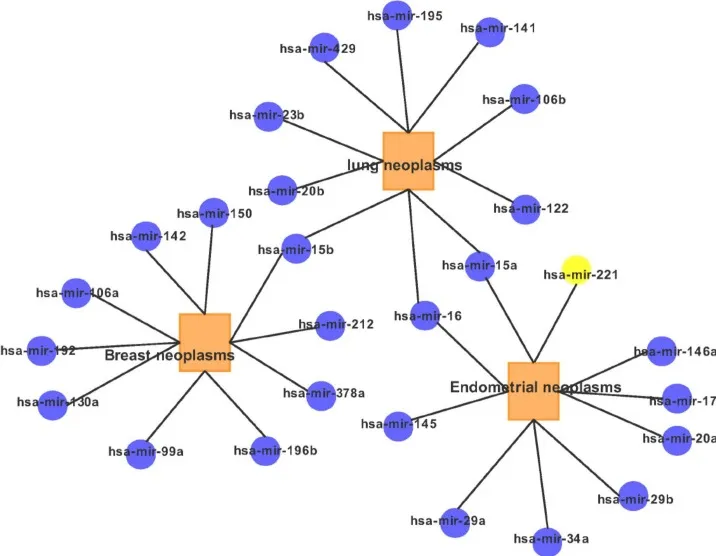 hsa-mir-195
hsa-mir-141
hsa-mir-429
hsa-mir-106b
hsa-mir-23b
lung neoplasms
hsa-mir-20b
hsa-mir-122
hsa-mir-150
hsa-mir-142
hsa-mir-15b
hsa-mir-15a
hsa-mir-221
hsa-mir-106a
hsa-mir-16
hsa-mir-212
hsa-mir-192
Breast neoplasms
hsa-mir-146a
Endometrial neoplasms
hsa-mir-378a
hsa-mir-130a
hsa-mir-17
hsa-mir-145
hsa-mir-20a
hsa-mir-99a
hsa-mir-196b
hsa-mir-29b
hsa-mir-29a
hsa-mir-34a